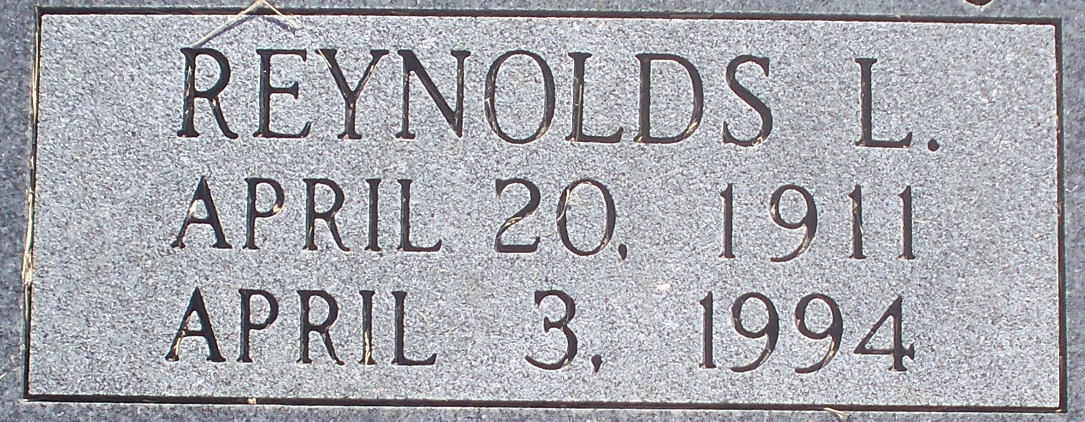 REYNOLDS L.
APRIL 20, 1911
APRIL 3, 1994